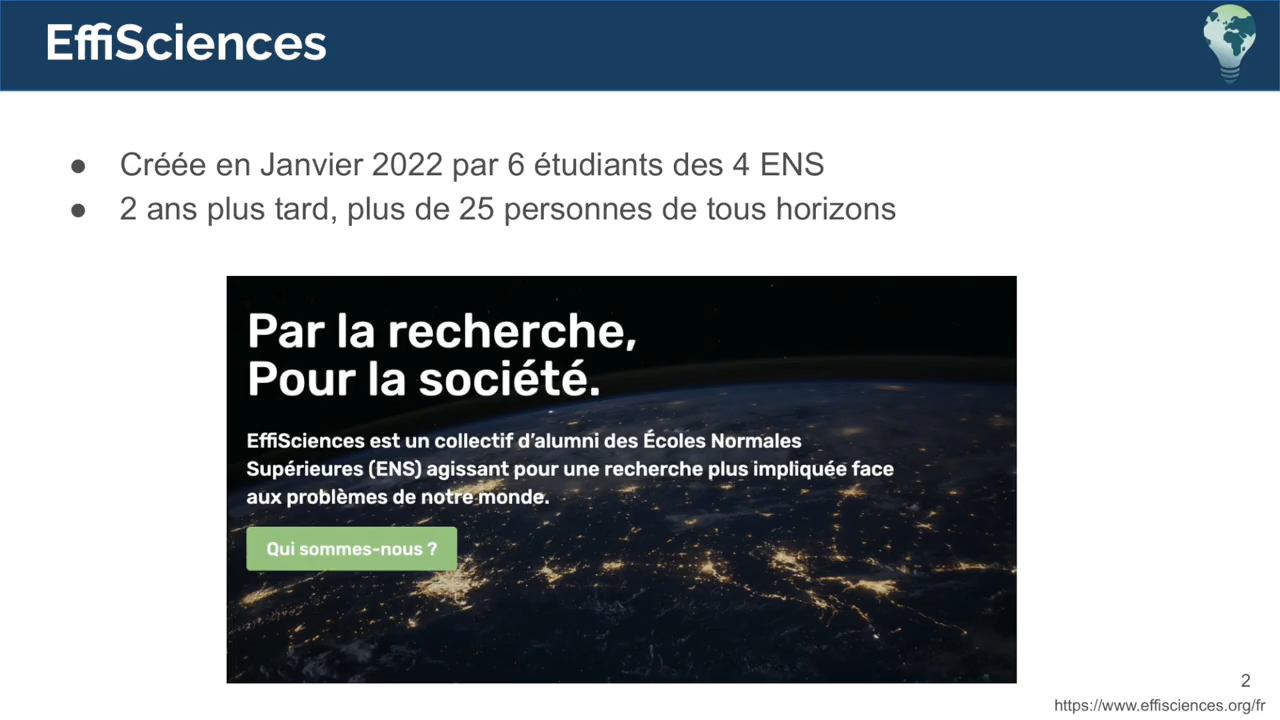 EffiSciences
● Créée en Janvier 2022 par 6 étudiants des 4 ENS
● 2 ans plus tard, plus de 25 personnes de tous horizons
Par la recherche,
Pour la société.
EffiSciences est un collectif d'alumni des Écoles Normales
Supérieures (ENS) agissant pour une recherche plus impliquée face
aux problèmes de notre monde.
Qui sommes-nous ?
2
https://www.effisciences.org/fr